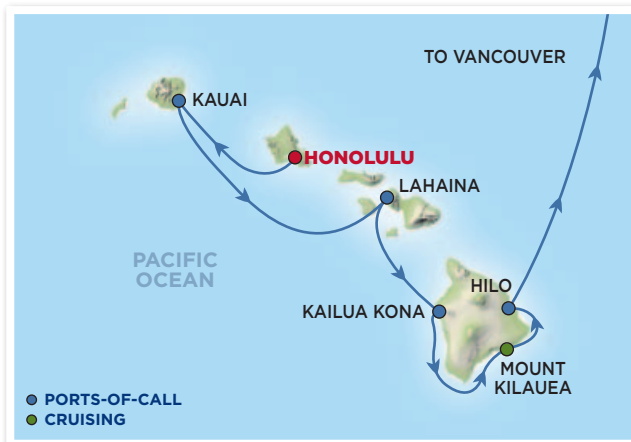 TO VANCOUVER
KAUAI
HONOLULU
LAHAINA
PACIFIC
OCEAN
HILO
KAILUA KONA
MOUNT
KILAUEA
PORTS-OF-CALL
CRUISING